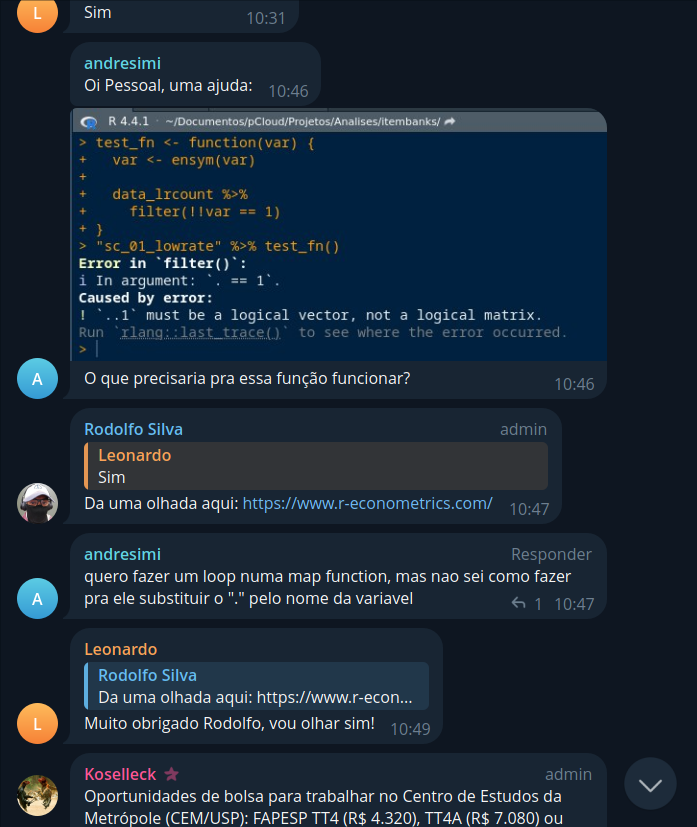 L
Sim
10:31
andresimi
Oi Pessoal, uma ajuda:
10:46
R 4.4.1 · ~/Documentos/pCloud/Projetos/Analises/itembanks/
> test_fn <- function(var) {
+   var <- ensym(var)
+
+   data_lrcount %>%
+     filter(!!var == 1)
+ }
> "sc_01_lowrate" %>% test_fn()
Error in `filter()`:
i In argument: `. == 1`.
Caused by error:
! `..1` must be a logical vector, not a logical matrix.
Run `rlang::last_trace()` to see where the error occurred.
>
A
O que precisaria pra essa função funcionar?
10:46
Rodolfo Silva admin
Leonardo
Sim
Da uma olhada aqui: https://www.r-econometrics.com/
10:47
andresimi Responder
quero fazer um loop numa map function, mas nao sei como fazer
pra ele substituir o "." pelo nome da variavel
1 10:47
A
Leonardo
Rodolfo Silva
Da uma olhada aqui: https://www.r-econ...
Muito obrigado Rodolfo, vou olhar sim!
10:49
L
Koselleck admin
Oportunidades de bolsa para trabalhar no Centro de Estudos da
Metrópole (CEM/USP): FAPESP TT4 (R$ 4.320), TT4A (R$ 7.080) ou